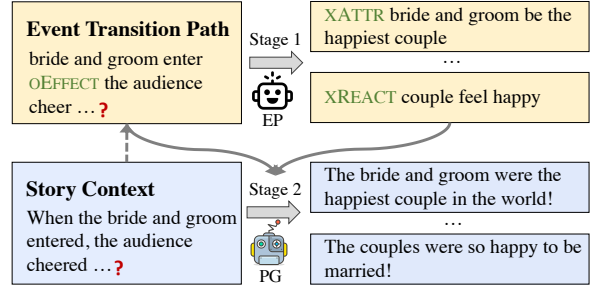 Event Transition Path
bride and groom enter
OEFFECT the audience
cheer … ?
Stage 1
EP
XATTR bride and groom be the
happiest couple
…
XREACT couple feel happy
Story Context
When the bride and groom
entered, the audience
cheered … ?
Stage 2
PG
The bride and groom were the
happiest couple in the world!
…
The couples were so happy to be
married!